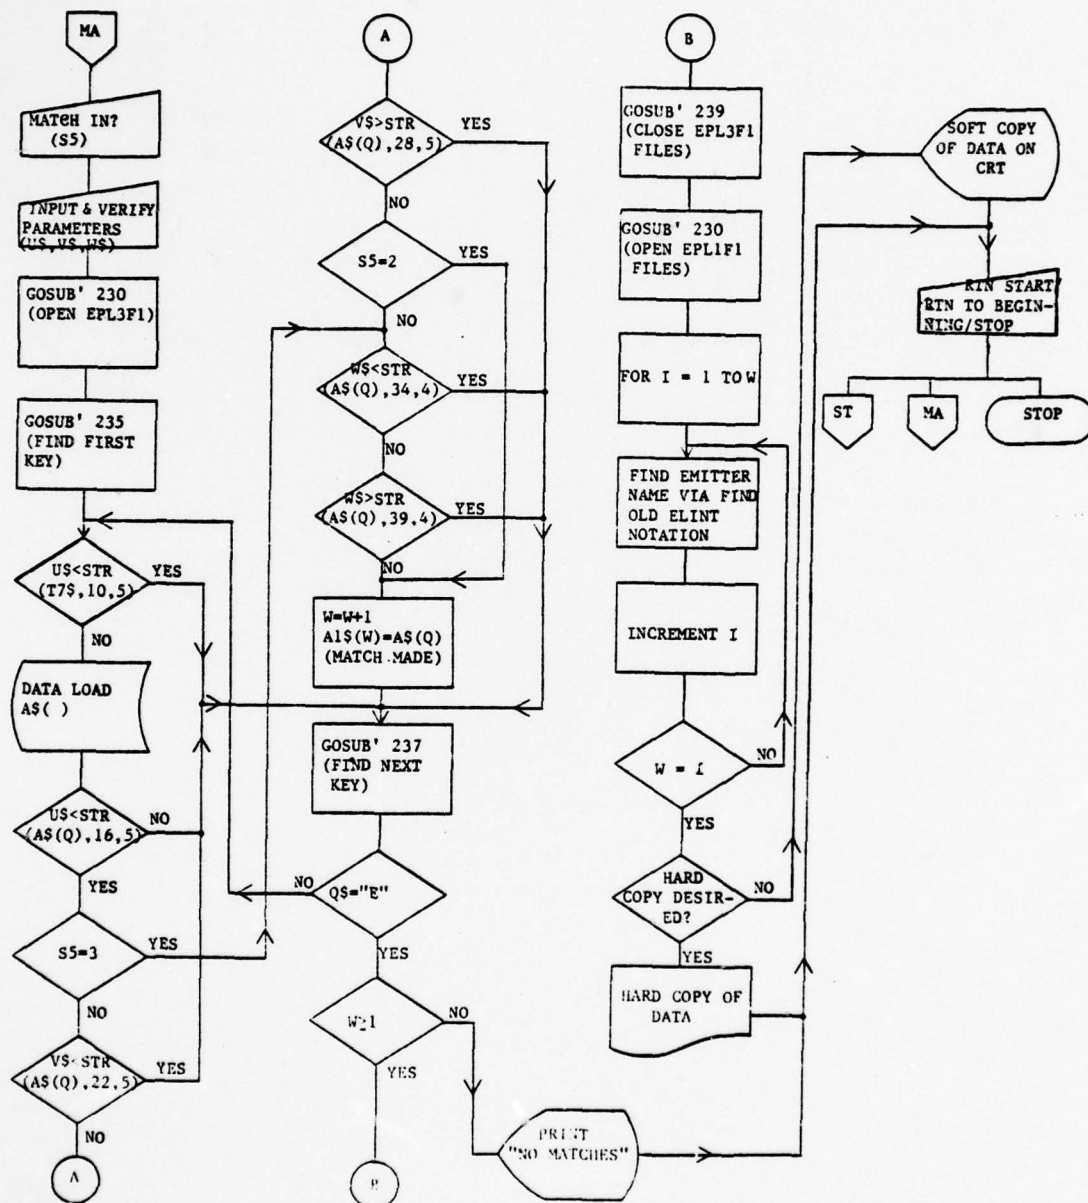 MA
MATCH IN?
(S5)
INPUT & VERIFY
PARAMETERS
(U$,V$,W$)
GOSUB' 230
(OPEN EPL3F1)
GOSUB' 235
(FIND FIRST
KEY)
U$<STR
(T7$,10,5)
YES
NO
DATA LOAD
A$( )
U$<STR
(A$(Q),16,5)
NO
YES
S5=3
YES
NO
V$<STR
(A$(Q),22,5)
YES
NO
A
A
V$>STR
(A$(Q),28,5)
YES
NO
S5=2
YES
NO
W$<STR
(A$(Q),34,4)
YES
NO
W$>STR
(A$(Q),39,4)
YES
NO
W=W+1
A1$(W)=A$(Q)
(MATCH MADE)
GOSUB' 237
(FIND NEXT
KEY)
NO
Q$="E"
YES
W≥1
NO
YES
B
PRINT
"NO MATCHES"
B
GOSUB' 239
(CLOSE EPL3F1
FILES)
GOSUB' 230
(OPEN EPL1F1
FILES)
FOR I = 1 TO W
FIND EMITTER
NAME VIA FIND
OLD ELINT
NOTATION
INCREMENT I
W = I
NO
YES
HARD
COPY DESIR-
ED?
NO
YES
HARD COPY OF
DATA
SOFT COPY
OF DATA ON
CRT
RTN START/
RTN TO BEGIN-
NING/STOP
ST
MA
STOP